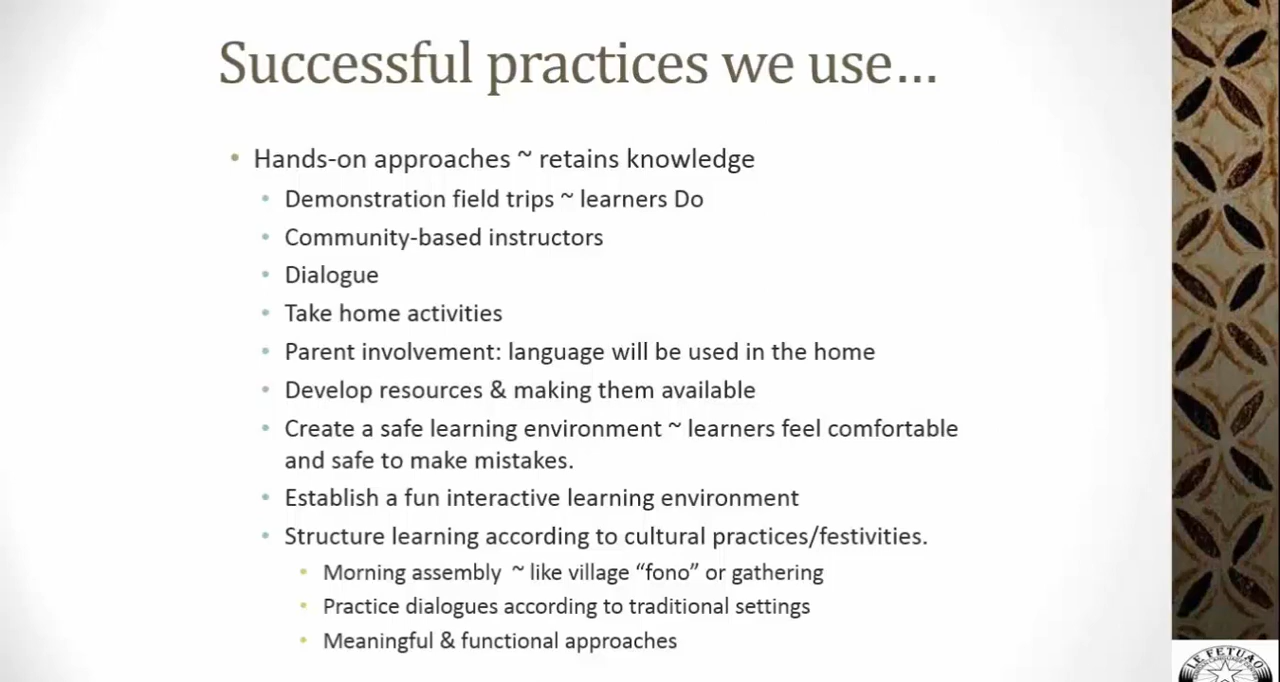 Successful practices we use...
• Hands-on approaches ~ retains knowledge
• Demonstration field trips ~ learners Do
• Community-based instructors
• Dialogue
• Take home activities
• Parent involvement: language will be used in the home
• Develop resources & making them available
• Create a safe learning environment ~ learners feel comfortable
and safe to make mistakes.
• Establish a fun interactive learning environment
• Structure learning according to cultural practices/festivities.
• Morning assembly ~ like village “fono” or gathering
• Practice dialogues according to traditional settings
• Meaningful & functional approaches
LE FETUAO